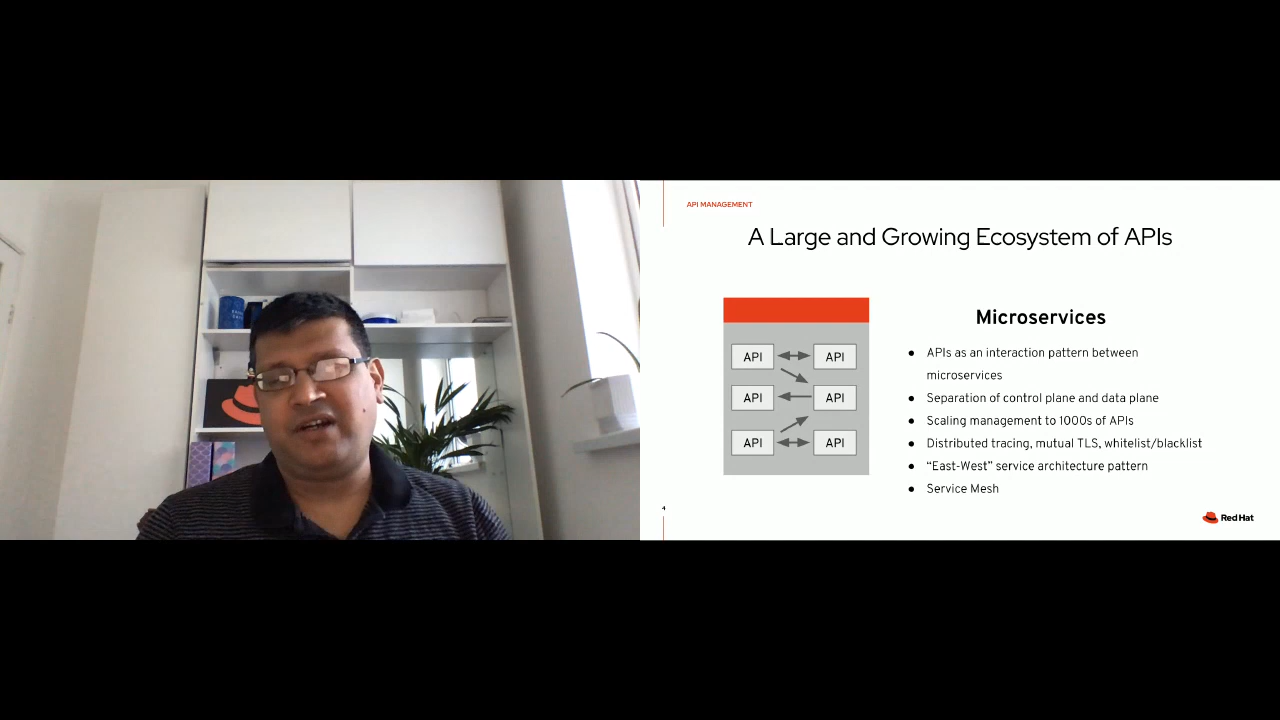 API MANAGEMENT
A Large and Growing Ecosystem of APIs
API API
API API
API API
Microservices
● APIs as an interaction pattern between
microservices
● Separation of control plane and data plane
● Scaling management to 1000s of APIs
● Distributed tracing, mutual TLS, whitelist/blacklist
● “East-West” service architecture pattern
● Service Mesh
4
Red Hat